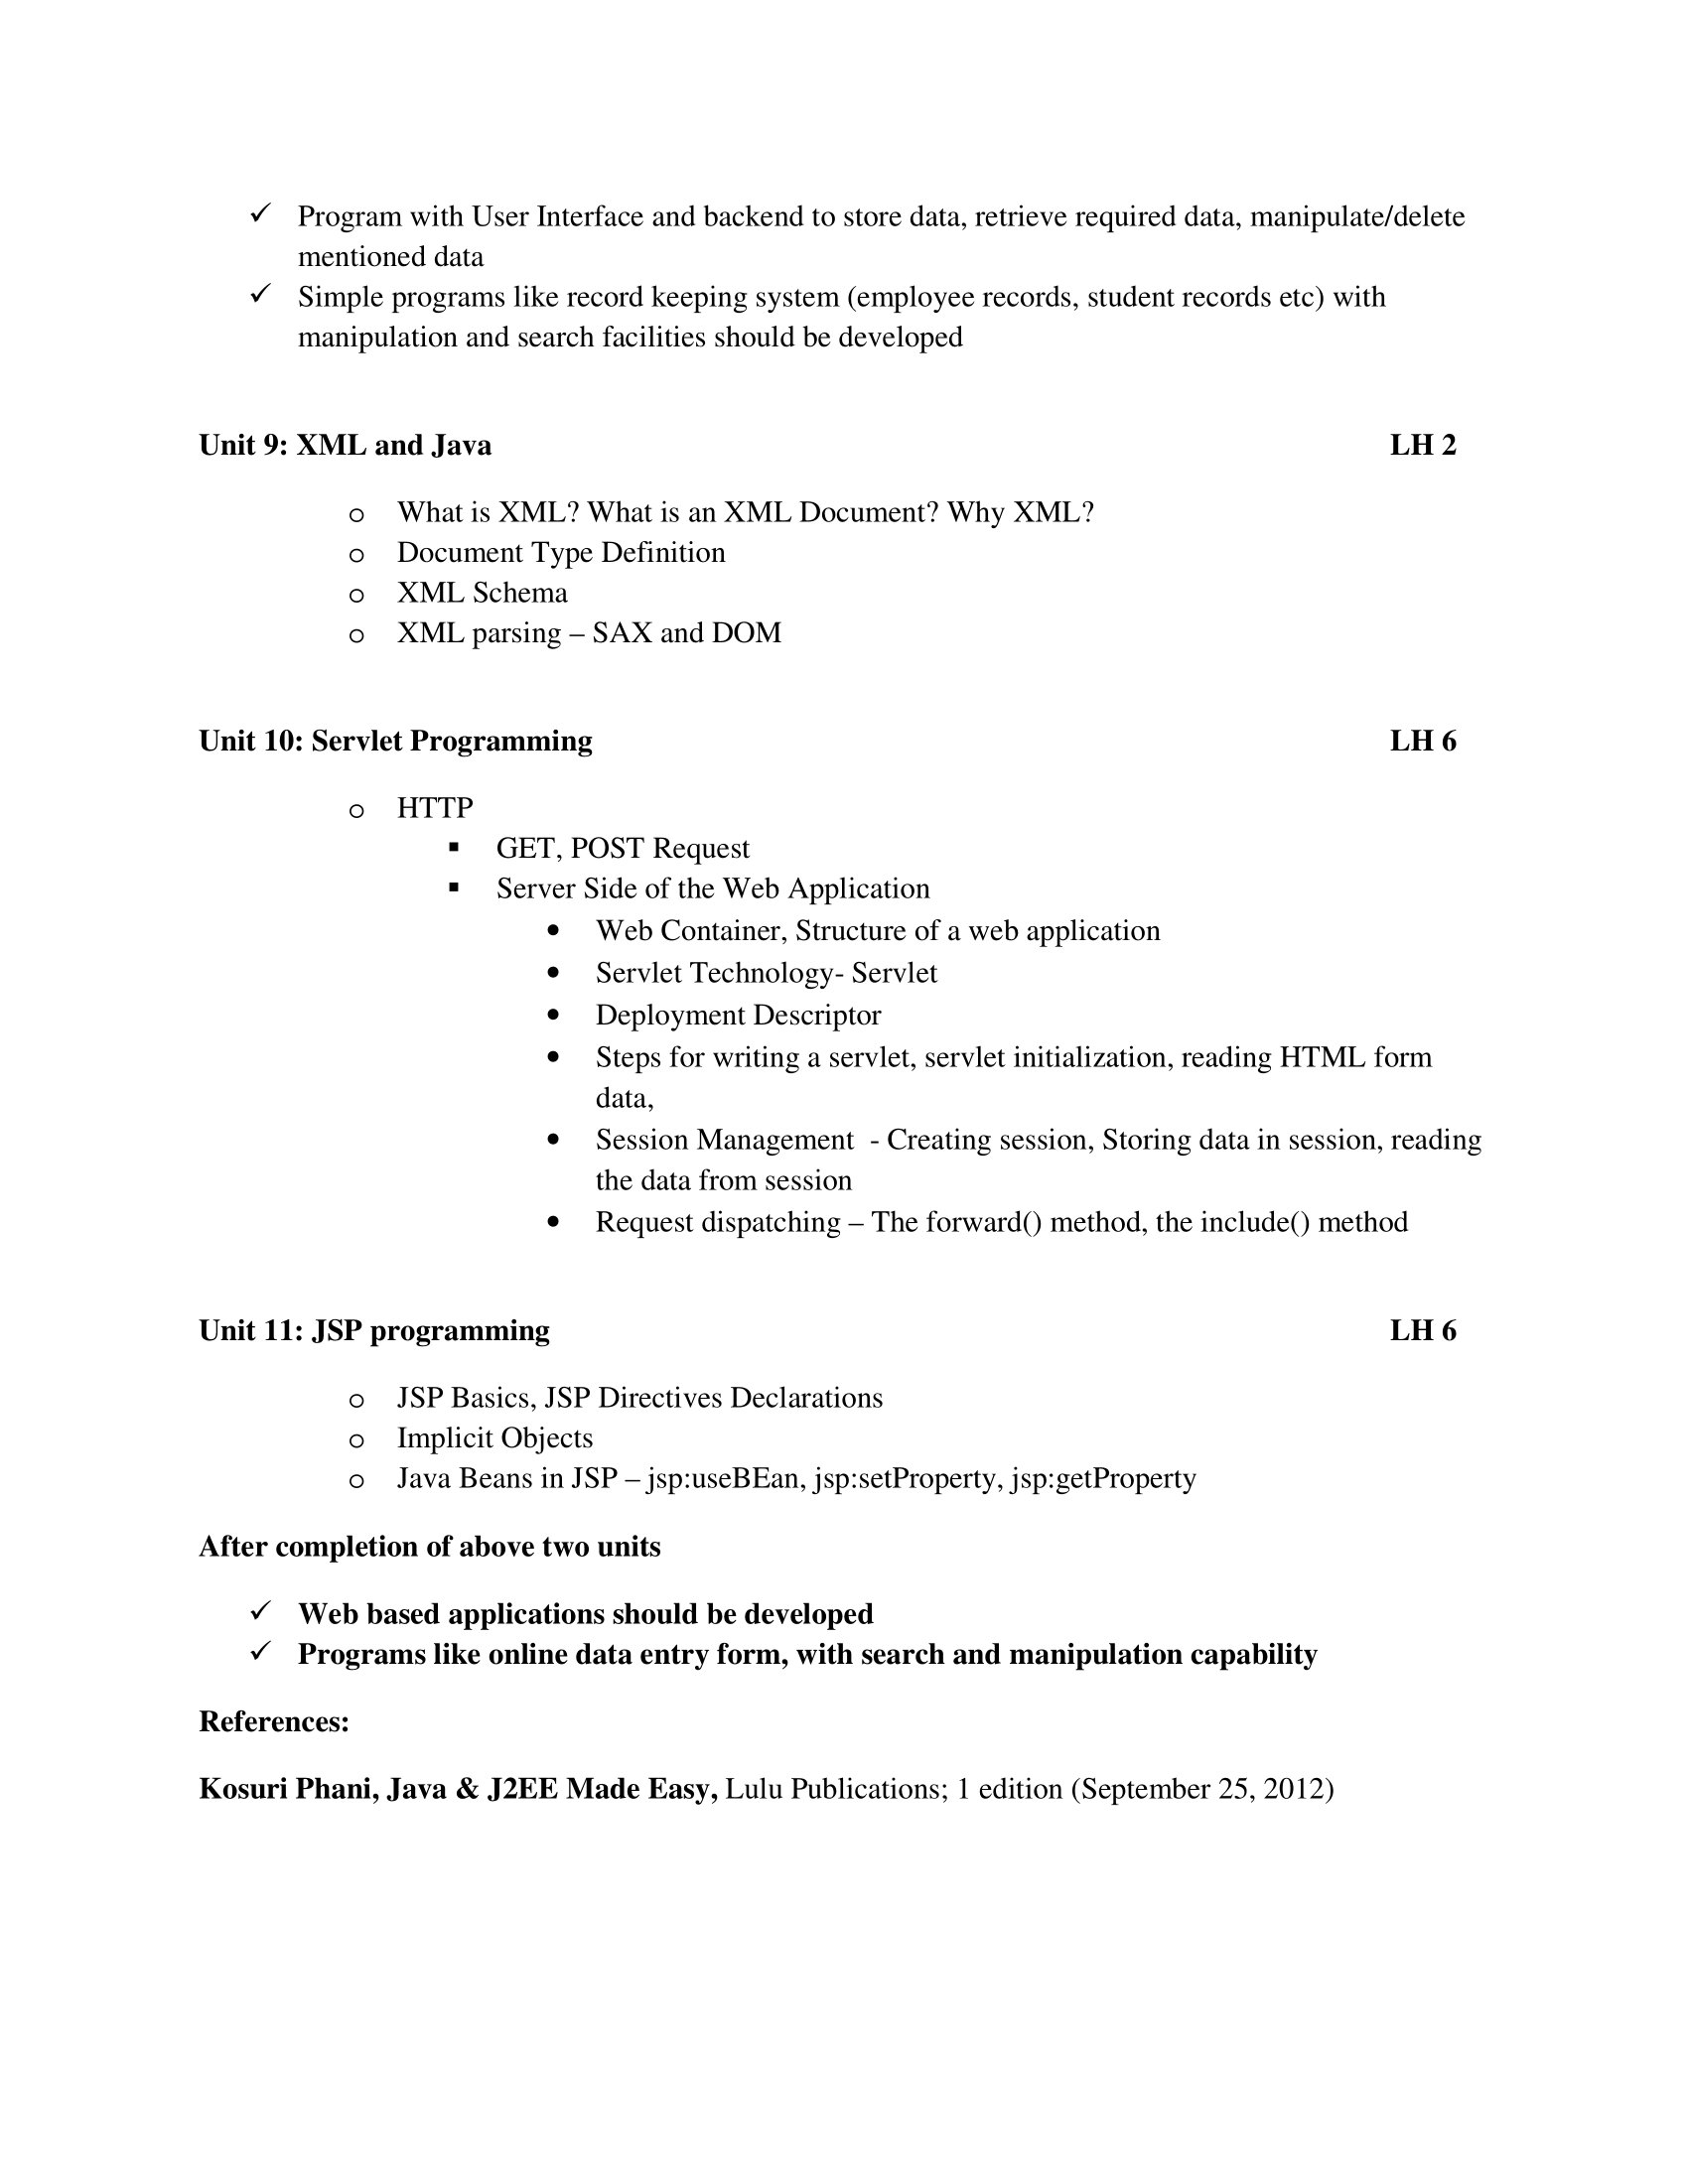 ✓ Program with User Interface and backend to store data, retrieve required data, manipulate/delete
mentioned data
✓ Simple programs like record keeping system (employee records, student records etc) with
manipulation and search facilities should be developed
Unit 9: XML and Java LH 2
o What is XML? What is an XML Document? Why XML?
o Document Type Definition
o XML Schema
o XML parsing – SAX and DOM
Unit 10: Servlet Programming LH 6
o HTTP
▪ GET, POST Request
▪ Server Side of the Web Application
• Web Container, Structure of a web application
• Servlet Technology- Servlet
• Deployment Descriptor
• Steps for writing a servlet, servlet initialization, reading HTML form
data,
• Session Management  - Creating session, Storing data in session, reading
the data from session
• Request dispatching – The forward() method, the include() method
Unit 11: JSP programming LH 6
o JSP Basics, JSP Directives Declarations
o Implicit Objects
o Java Beans in JSP – jsp:useBEan, jsp:setProperty, jsp:getProperty
After completion of above two units
✓ Web based applications should be developed
✓ Programs like online data entry form, with search and manipulation capability
References:
Kosuri Phani, Java & J2EE Made Easy, Lulu Publications; 1 edition (September 25, 2012)